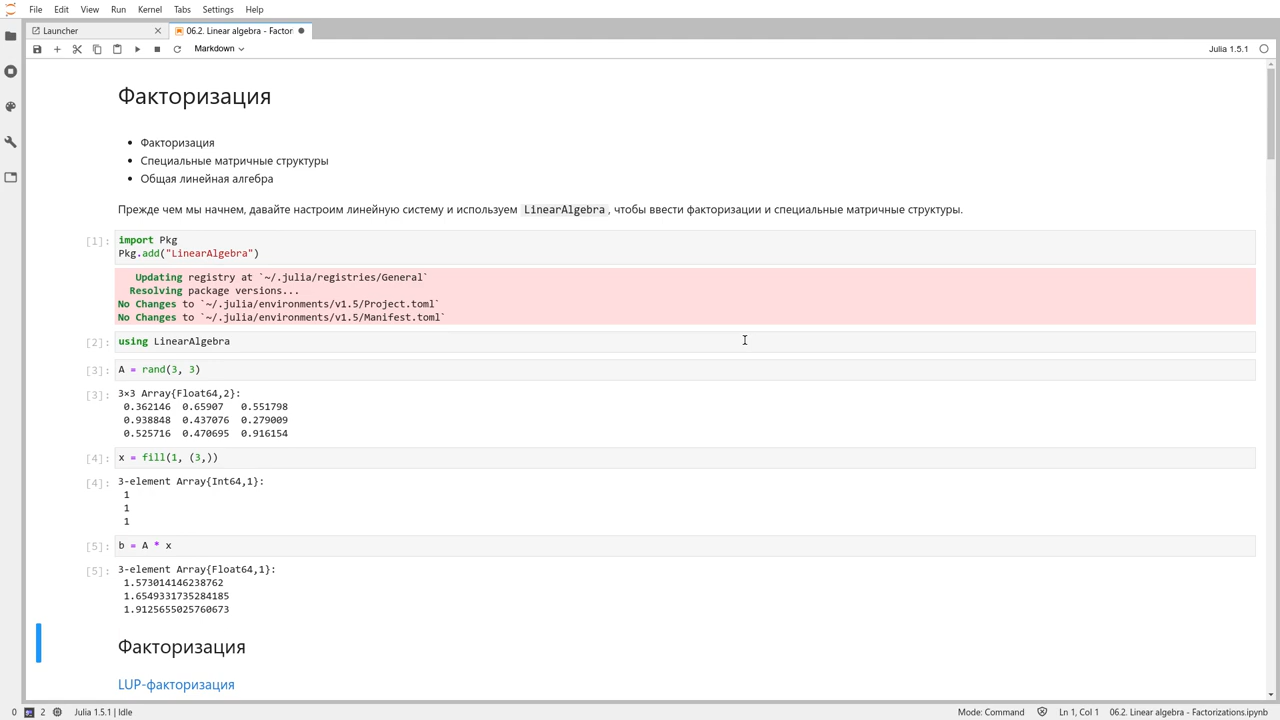 File Edit View Run Kernel Tabs Settings Help
Launcher
06.2. Linear algebra - Factor
Markdown
Julia 1.5.1
Факторизация
Факторизация
Специальные матричные структуры
Общая линейная алгебра
Прежде чем мы начнем, давайте настроим линейную систему и используем LinearAlgebra, чтобы ввести факторизации и специальные матричные структуры.
[1]: import Pkg
Pkg.add("LinearAlgebra")
Updating registry at `~/.julia/registries/General`
Resolving package versions...
No Changes to `~/.julia/environments/v1.5/Project.toml`
No Changes to `~/.julia/environments/v1.5/Manifest.toml`
[2]: using LinearAlgebra
[3]: A = rand(3, 3)
[3]: 3×3 Array{Float64,2}:
0.362146 0.65907 0.551798
0.938848 0.437076 0.279009
0.525716 0.470695 0.916154
[4]: x = fill(1, (3,))
[4]: 3-element Array{Int64,1}:
1
1
1
[5]: b = A * x
[5]: 3-element Array{Float64,1}:
1.573014146238762
1.6549331735284185
1.9125655025760673
Факторизация
LUP-факторизация
0 2 Julia 1.5.1 | Idle Mode: Command Ln 1, Col 1 06.2. Linear algebra - Factorizations.ipynb